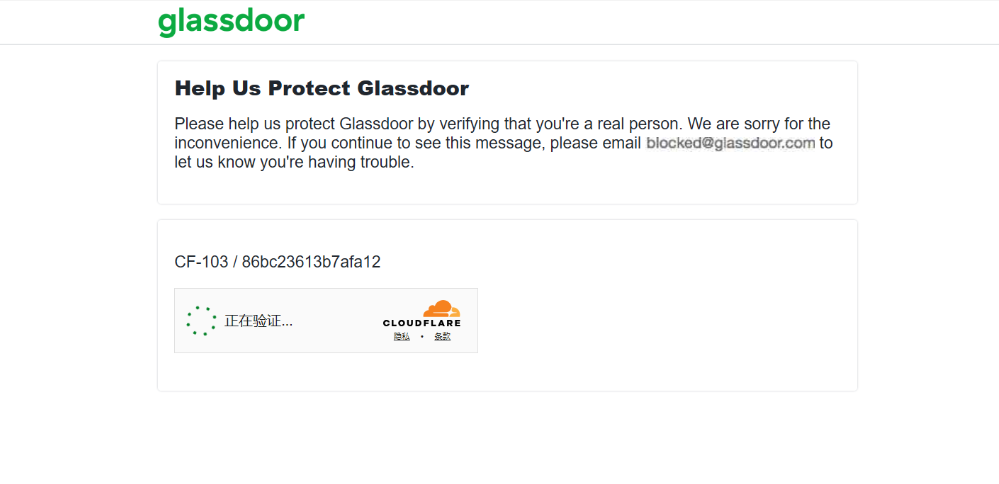 glassdoor
Help Us Protect Glassdoor
Please help us protect Glassdoor by verifying that you're a real person. We are sorry for the
inconvenience. If you continue to see this message, please email blocked@glassdoor.com to
let us know you're having trouble.
CF-103 / 86bc23613b7afa12
正在验证...
CLOUDFLARE
隐私 • 条款